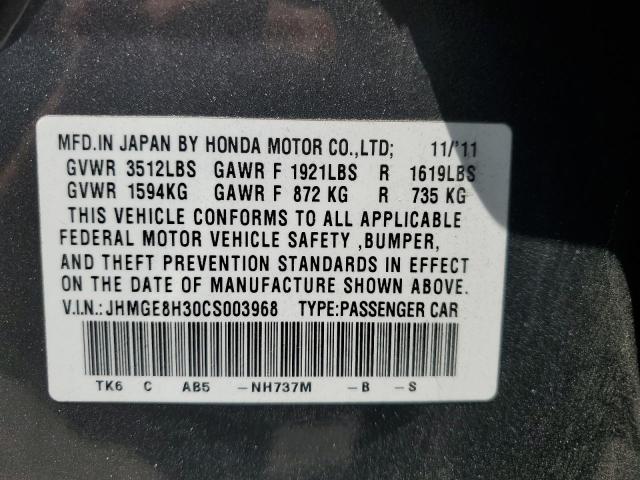 MFD.IN JAPAN BY HONDA MOTOR CO.,LTD; 11/'11
GVWR 3512LBS GAWR F 1921LBS R 1619LBS
GVWR 1594KG GAWR F 872 KG R 735 KG
THIS VEHICLE CONFORMS TO ALL APPLICABLE
FEDERAL MOTOR VEHICLE SAFETY ,BUMPER,
AND THEFT PREVENTION STANDARDS IN EFFECT
ON THE DATE OF MANUFACTURE SHOWN ABOVE.
V.I.N.:JHMGE8H30CS003968 TYPE:PASSENGER CAR
TK6 C AB5 -NH737M -B -S